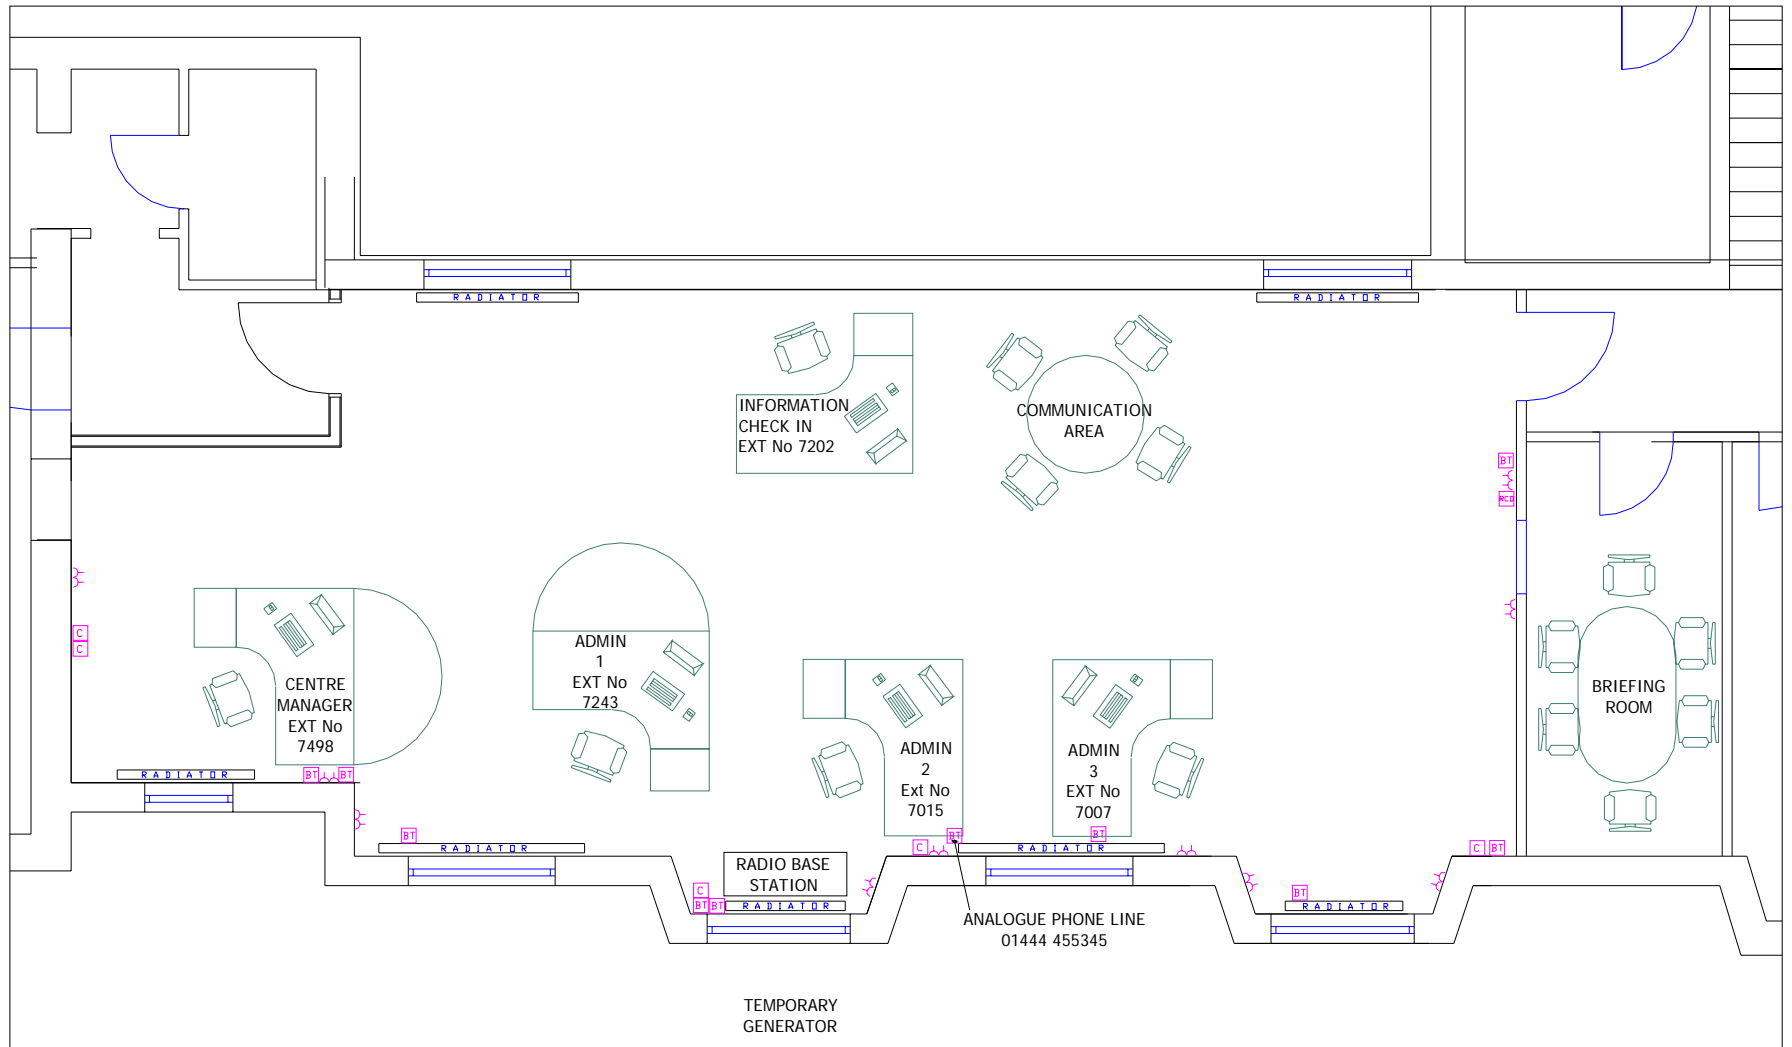 RADIATOR
RADIATOR
INFORMATION
CHECK IN
EXT No 7202
COMMUNICATION
AREA
BT
RCD
C
C
ADMIN
1
EXT No
7243
CENTRE
MANAGER
EXT No
7498
BRIEFING
ROOM
ADMIN
2
Ext No
7015
ADMIN
3
EXT No
7007
RADIATOR
BT
BT
BT
BT
BT
RADIATOR
C
RADIATOR
C
BT
RADIO BASE
STATION
C
BT
BT
RADIATOR
BT
RADIATOR
ANALOGUE PHONE LINE
01444 455345
TEMPORARY
GENERATOR